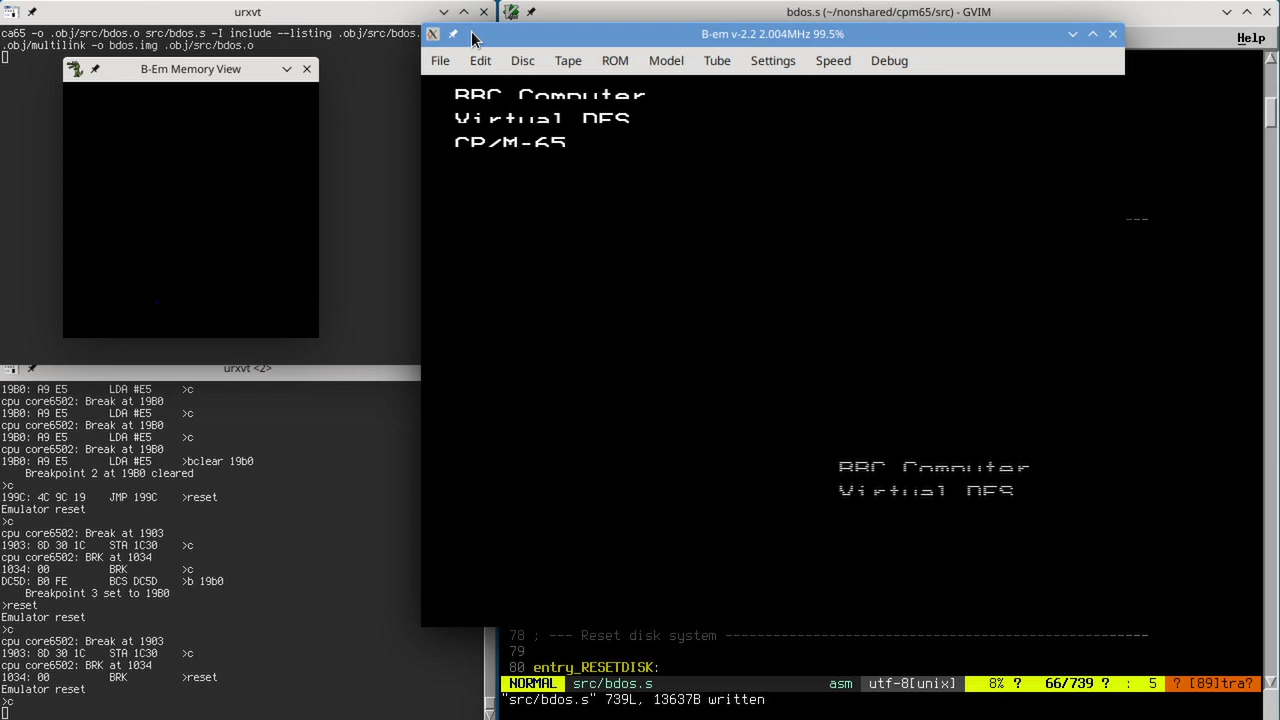 urxvt
ca65 -o .obj/src/bdos.o src/bdos.s -I include --listing .obj/src/bdos.
.obj/multilink -o bdos.img .obj/src/bdos.o
B-Em Memory View
bdos.s (~/nonshared/cpm65/src) - GVIM
Help
B-em v-2.2 2.004MHz 99.5%
File Edit Disc Tape ROM Model Tube Settings Speed Debug
BBC Computer
Virtual DFS
CP/M-65
---
BBC Computer
Virtual DFS
urxvt <2>
19B0: A9 E5 LDA #E5 >c
cpu core6502: Break at 19B0
19B0: A9 E5 LDA #E5 >c
cpu core6502: Break at 19B0
19B0: A9 E5 LDA #E5 >c
cpu core6502: Break at 19B0
19B0: A9 E5 LDA #E5 >bclear 19b0
Breakpoint 2 at 19B0 cleared
>c
199C: 4C 9C 19 JMP 199C >reset
Emulator reset
>c
cpu core6502: Break at 1903
1903: 8D 30 1C STA 1C30 >c
cpu core6502: BRK at 1034
1034: 00 BRK >c
DC5D: B0 FE BCS DC5D >b 19b0
Breakpoint 3 set to 19B0
>reset
Emulator reset
>c
cpu core6502: Break at 1903
1903: 8D 30 1C STA 1C30 >c
cpu core6502: BRK at 1034
1034: 00 BRK >reset
Emulator reset
>c
78 ; --- Reset disk system -----------------------------------------------------
79
80 entry_RESETDISK:
NORMAL src/bdos.s asm utf-8[unix] 8% ? 66/739 ? : 5 ? [89]tra?
"src/bdos.s" 739L, 13637B written